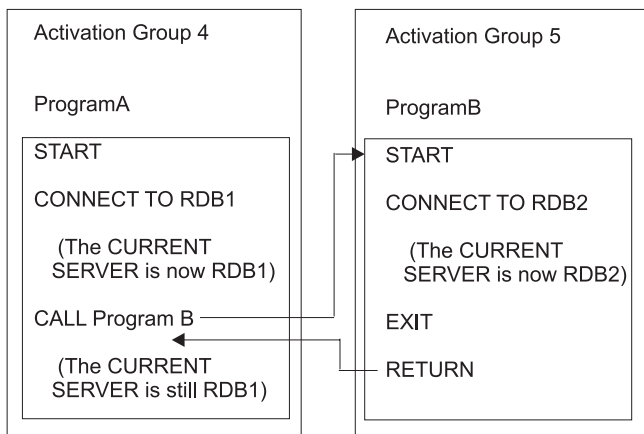 Activation Group 4
ProgramA
START
CONNECT TO RDB1
(The CURRENT
SERVER is now RDB1)
CALL Program B
(The CURRENT
SERVER is still RDB1)
Activation Group 5
ProgramB
START
CONNECT TO RDB2
(The CURRENT
SERVER is now RDB2)
EXIT
RETURN